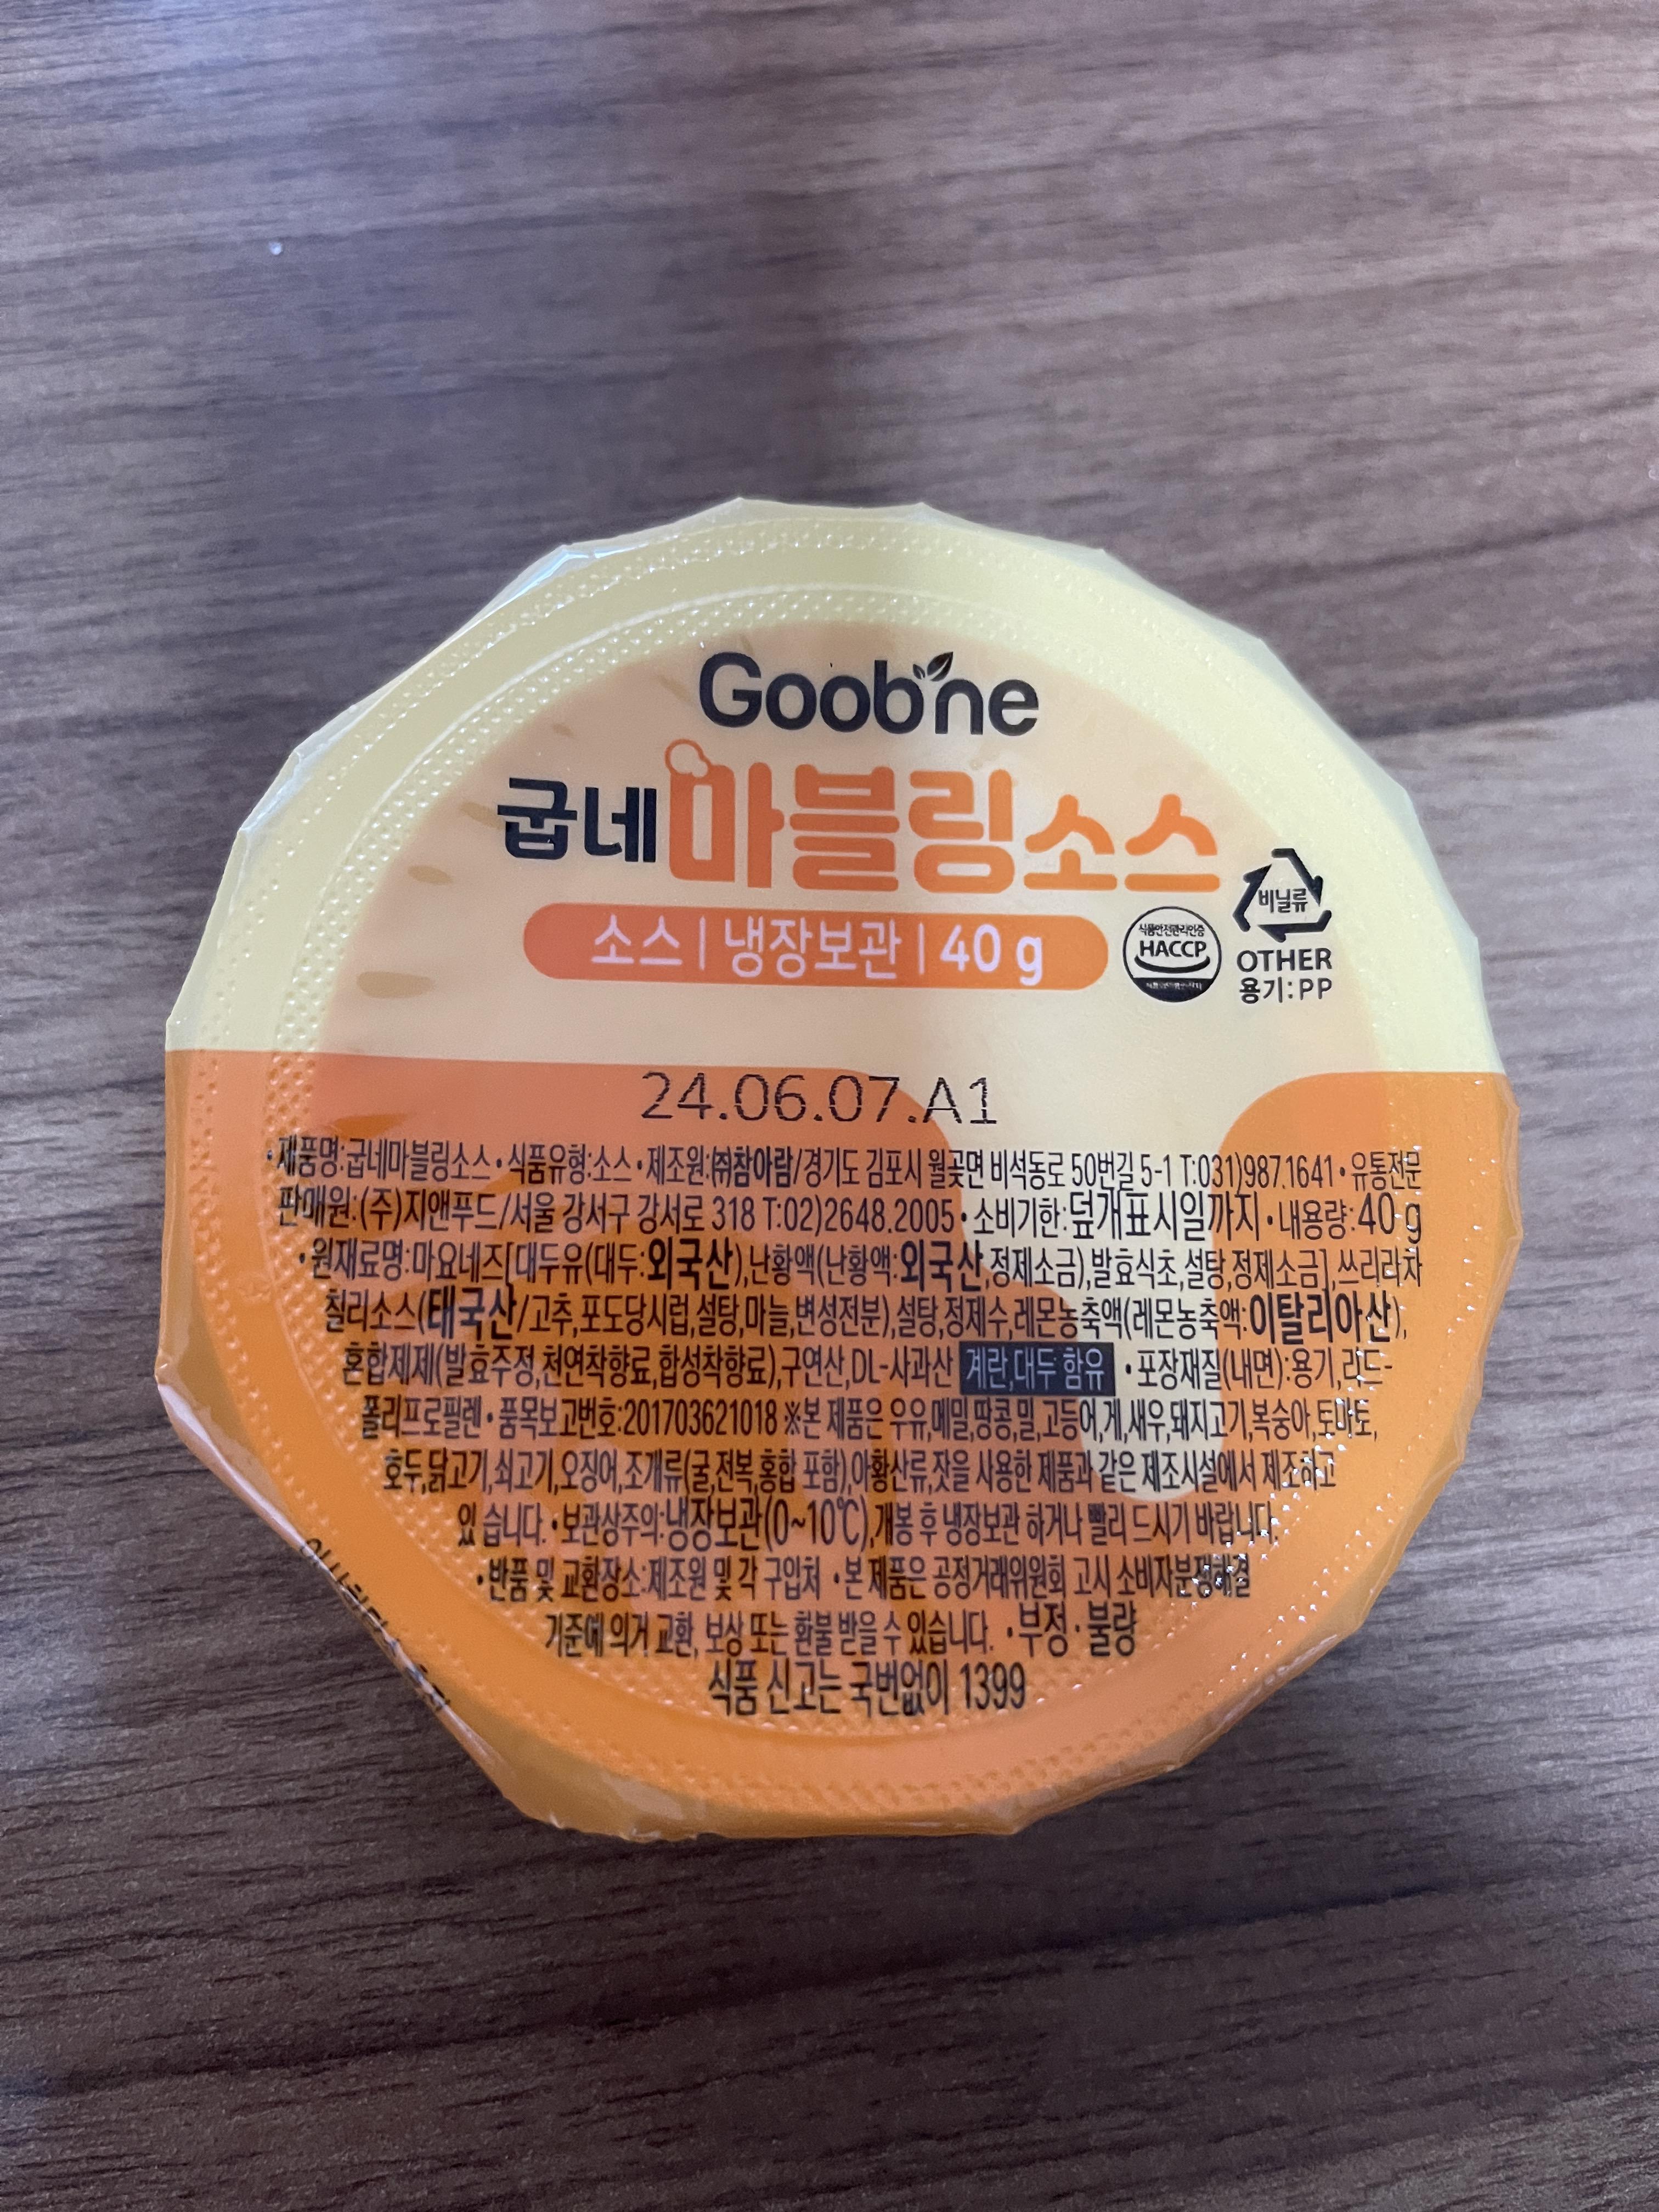 Goobne
굽네 마블링소스
소스 | 냉장보관 | 40 g
식품안전관리인증
HACCP
비닐류
OTHER
용기:PP
24.06.07.A1
•제품명:굽네마블링소스•식품유형:소스•제조원:㈜참아람/경기도 김포시 월곶면 비석동로 50번길 5-1 T:031)987.1641•유통전문
판매원:(주)지앤푸드/서울 강서구 강서로 318 T:02)2648.2005•소비기한:덮개표시일까지•내용량:40 g
•원재료명:마요네즈[대두유(대두:외국산),난황액(난황액:외국산,정제소금),발효식초,설탕,정제소금],쓰리라차
칠리소스(태국산/고추,포도당시럽,설탕,마늘,변성전분),설탕,정제수,레몬농축액(레몬농축액:이탈리아산),
혼합제제(발효주정,천연착향료,합성착향료),구연산,DL-사과산 계란,대두 함유 •포장재질(내면):용기,리드-
폴리프로필렌•품목보고번호:201703621018 ※본 제품은 우유,메밀,땅콩,밀,고등어,게,새우,돼지고기,복숭아,토마토,
호두,닭고기,쇠고기,오징어,조개류(굴,전복,홍합 포함),아황산류,잣을 사용한 제품과 같은 제조시설에서 제조하고
있습니다.•보관상주의:냉장보관(0~10℃),개봉 후 냉장보관 하거나 빨리 드시기 바랍니다.
•반품 및 교환장소:제조원 및 각 구입처 •본 제품은 공정거래위원회 고시 소비자분쟁해결
기준에 의거 교환, 보상 또는 환불 받을 수 있습니다. •부정·불량
식품 신고는 국번없이 1399